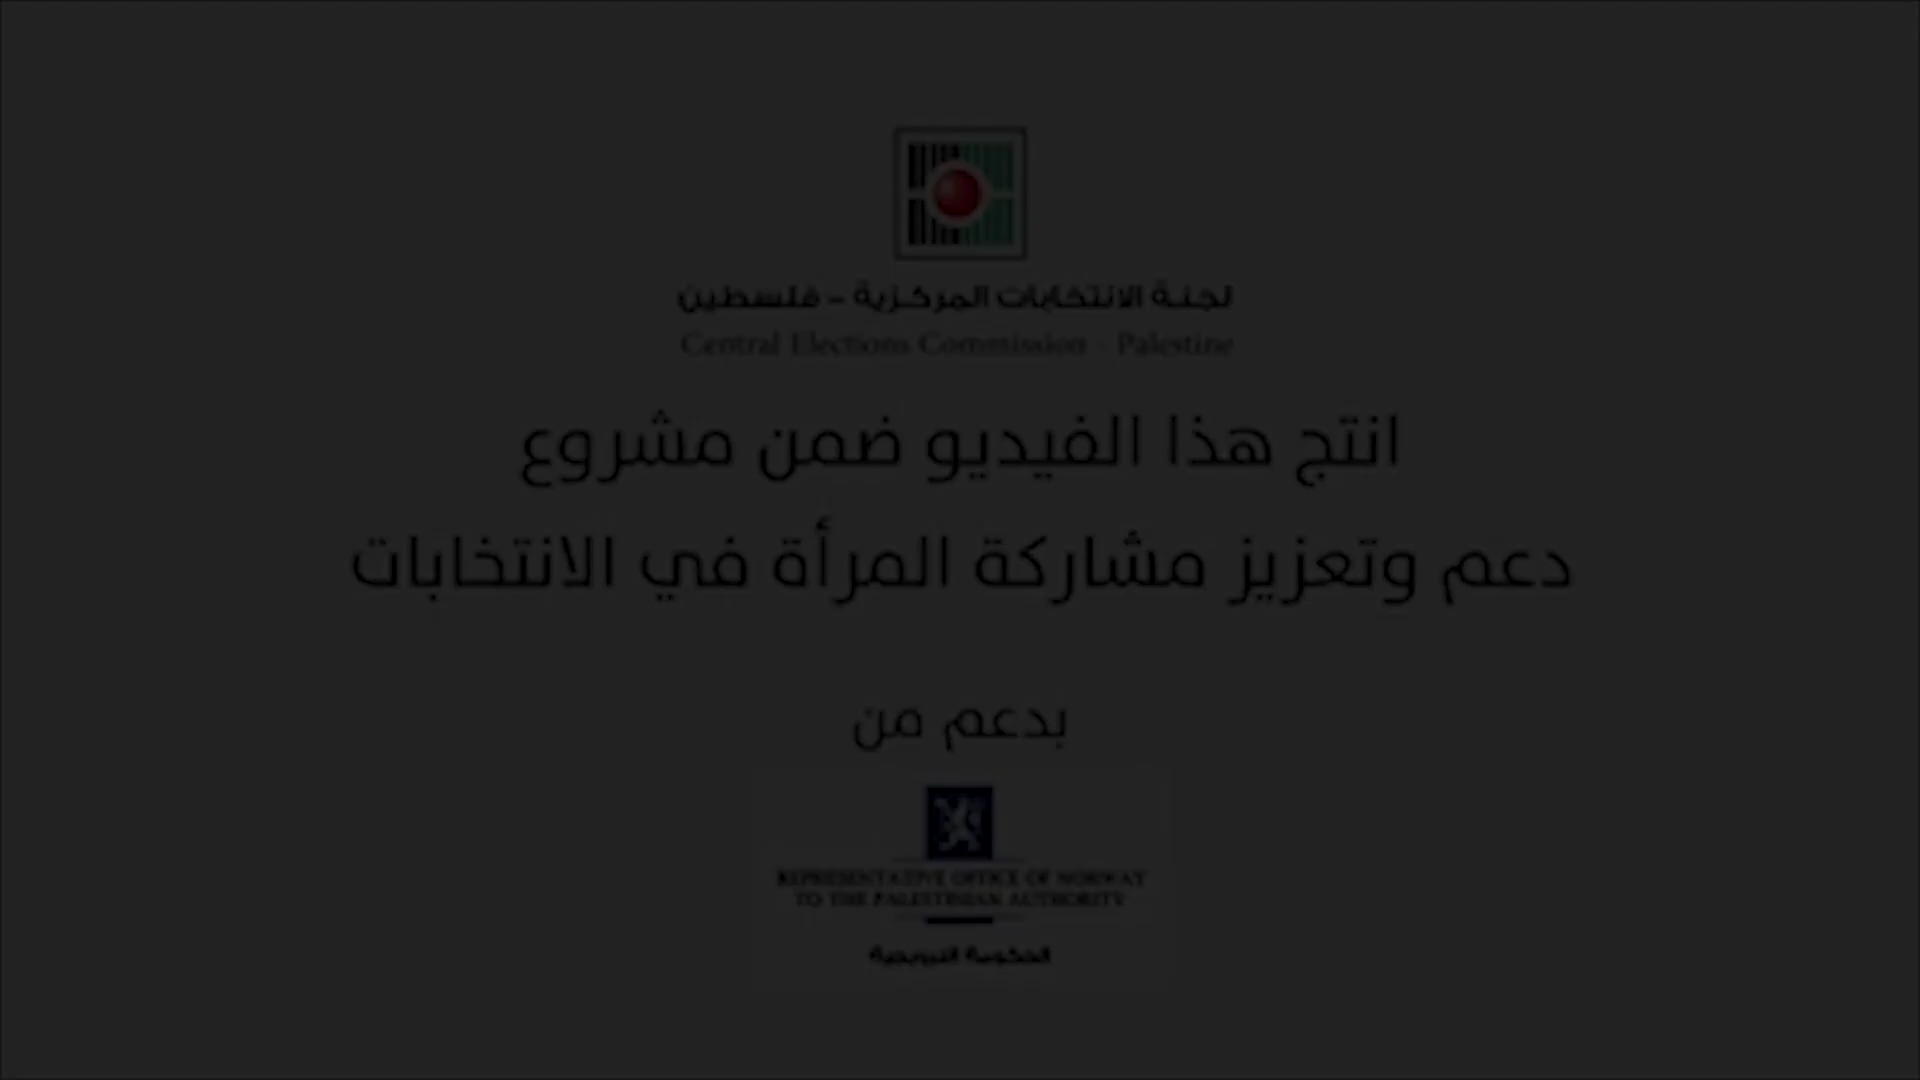 لجنة الانتخابات المركزية - فلسطين
Central Elections Commission - Palestine
انتج هذا الفيديو ضمن مشروع
دعم وتعزيز مشاركة المرأة في الانتخابات
بدعم من
REPRESENTATIVE OFFICE OF NORWAY
TO THE PALESTINIAN AUTHORITY
الحكومة النرويجية